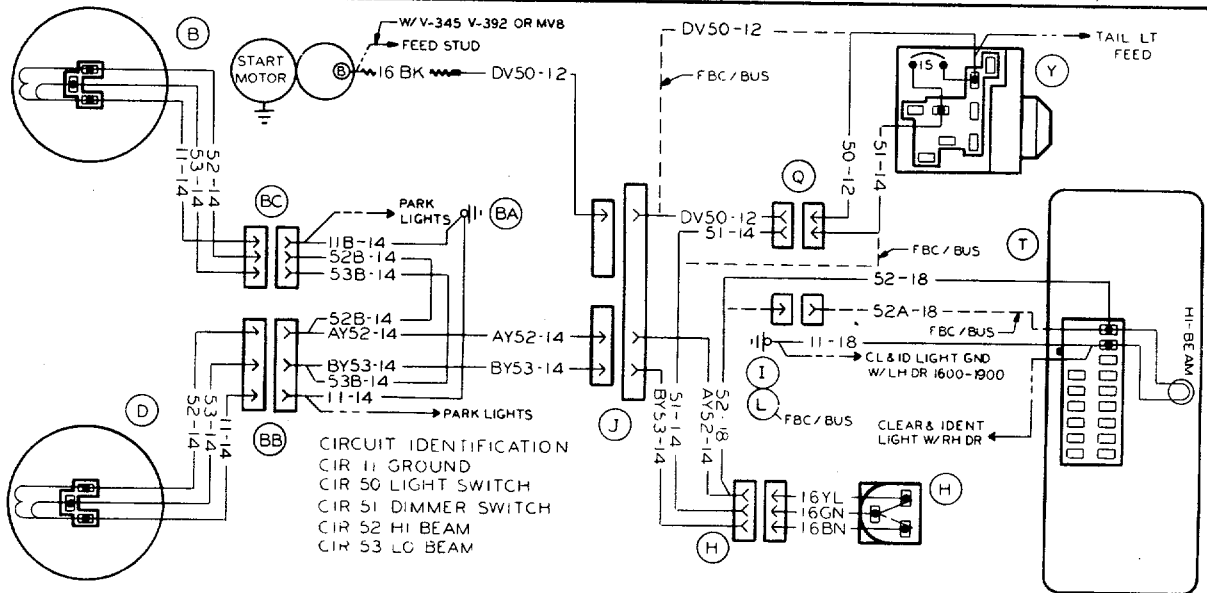 B
START
MOTOR
B
W/V-345 V-392 OR MV8
FEED STUD
16 BK
DV50-12
DV50-12
FBC/BUS
TAIL LT
FEED
15
Y
50-12
51-14
11-14
53-14
52-14
BC
PARK
LIGHTS
BA
11B-14
52B-14
53B-14
Q
DV50-12
51-14
FBC/BUS
T
52-18
52A-18
FBC/BUS
11-18
CL & ID LIGHT GND
W/LH DR 1600-1900
I
L
FBC/BUS
HI-BEAM
CLEAR & IDENT
LIGHT W/RH DR
52B-14
AY52-14
AY52-14
BY53-14
BY53-14
53B-14
11-14
PARK LIGHTS
D
52-14
53-14
11-14
BB
J
BY53-14
51-14
AY52-14
52-18
CIRCUIT IDENTIFICATION
CIR 11 GROUND
CIR 50 LIGHT SWITCH
CIR 51 DIMMER SWITCH
CIR 52 HI BEAM
CIR 53 LO BEAM
H
16YL
16GN
16BN
H